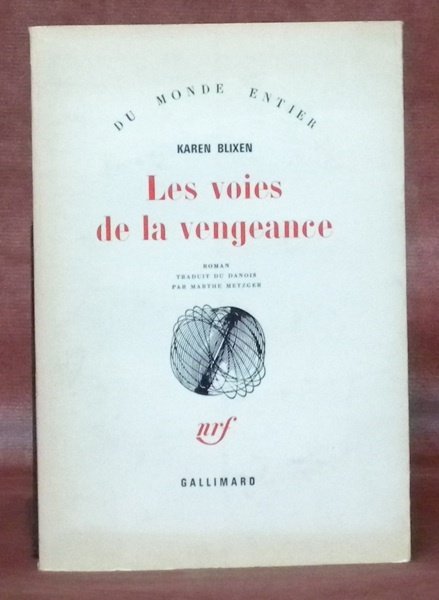 DU MONDE ENTIER
KAREN BLIXEN
Les voies
de la vengeance
ROMAN
TRADUIT DU DANOIS
PAR MARTHE METZGER
nrf
GALLIMARD